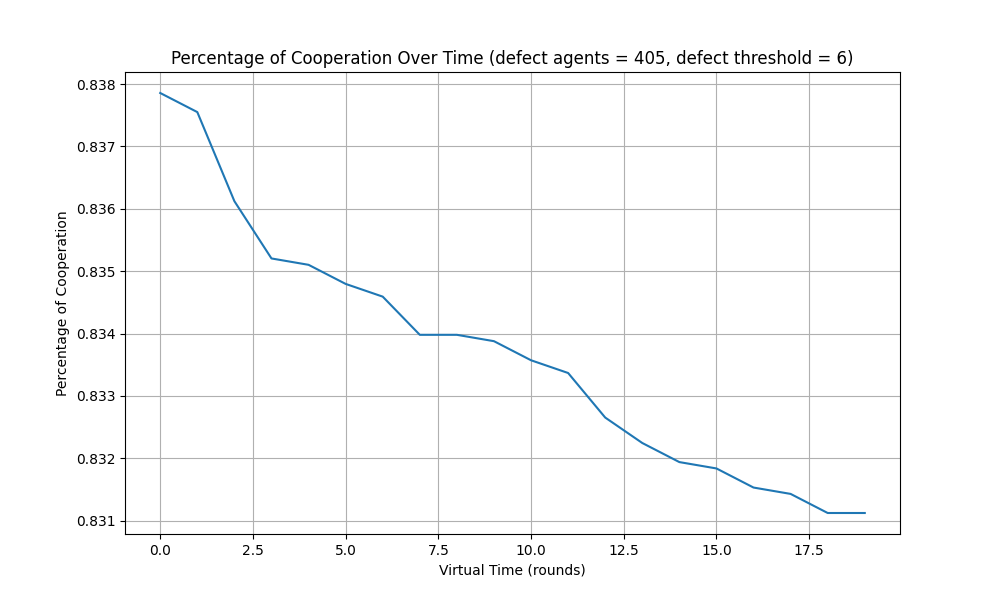 Percentage of Cooperation Over Time (defect agents = 405, defect threshold = 6)
0.838
0.837
0.836
0.835
0.834
0.833
0.832
0.831
Percentage of Cooperation
0.0 2.5 5.0 7.5 10.0 12.5 15.0 17.5
Virtual Time (rounds)